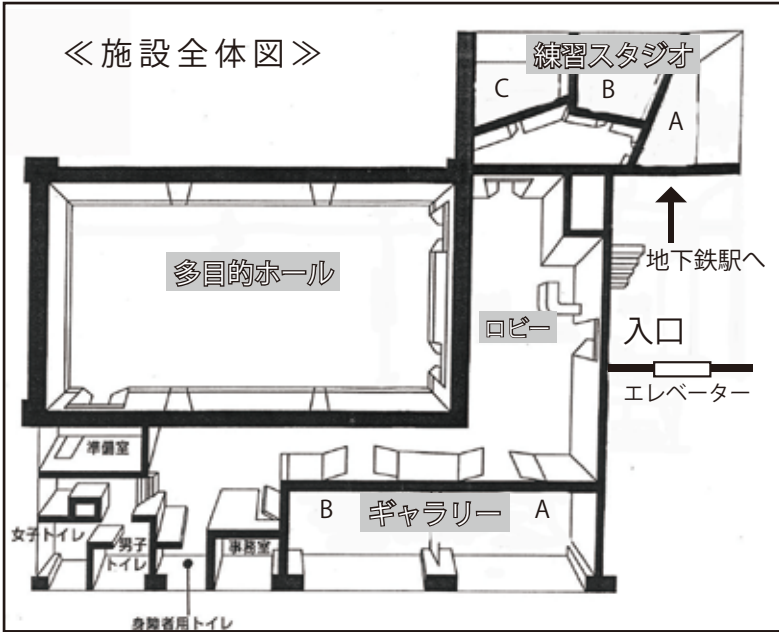 ≪施設全体図≫
練習スタジオ
C
B
A
地下鉄駅へ
多目的ホール
ロビー
入口
エレベーター
準備室
B
ギャラリー
A
女子トイレ
男子
トイレ
事務室
身障者用トイレ